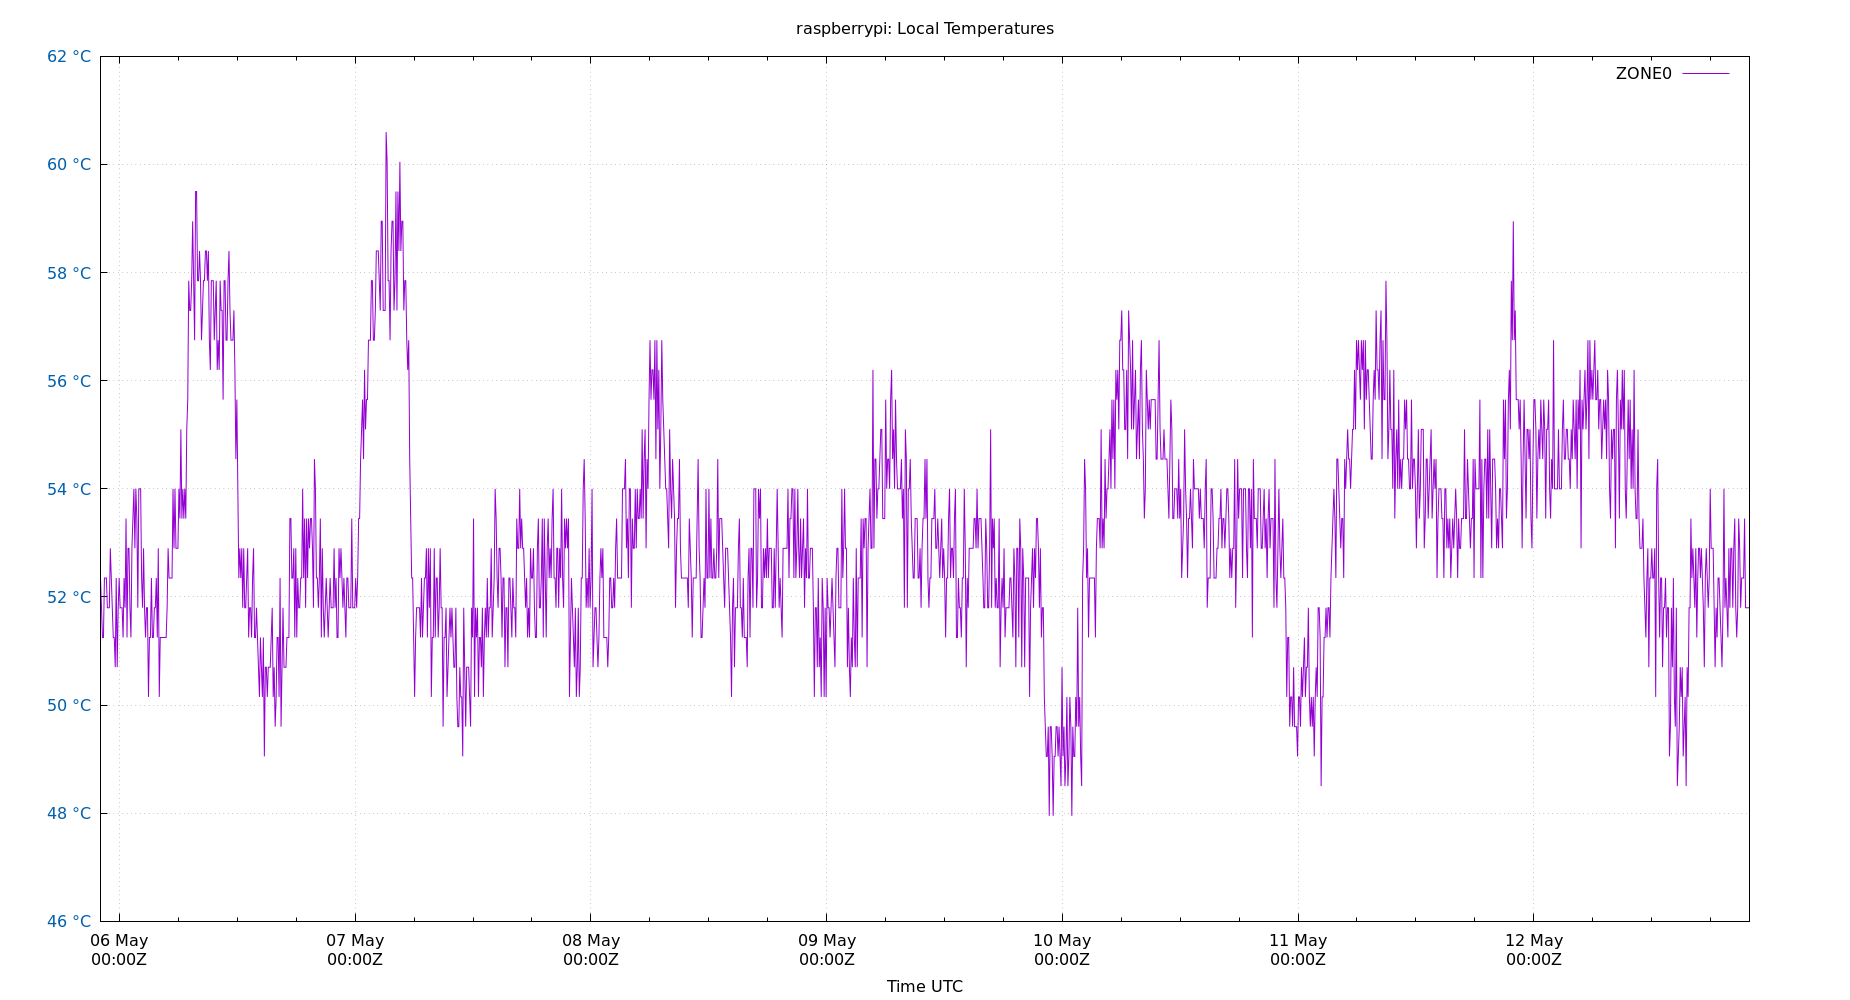 raspberrypi: Local Temperatures
62 °C
ZONE0
60 °C
58 °C
56 °C
54 °C
52 °C
50 °C
48 °C
46 °C
06 May 07 May 08 May 09 May 10 May 11 May 12 May
00:00Z 00:00Z 00:00Z 00:00Z 00:00Z 00:00Z 00:00Z
Time UTC